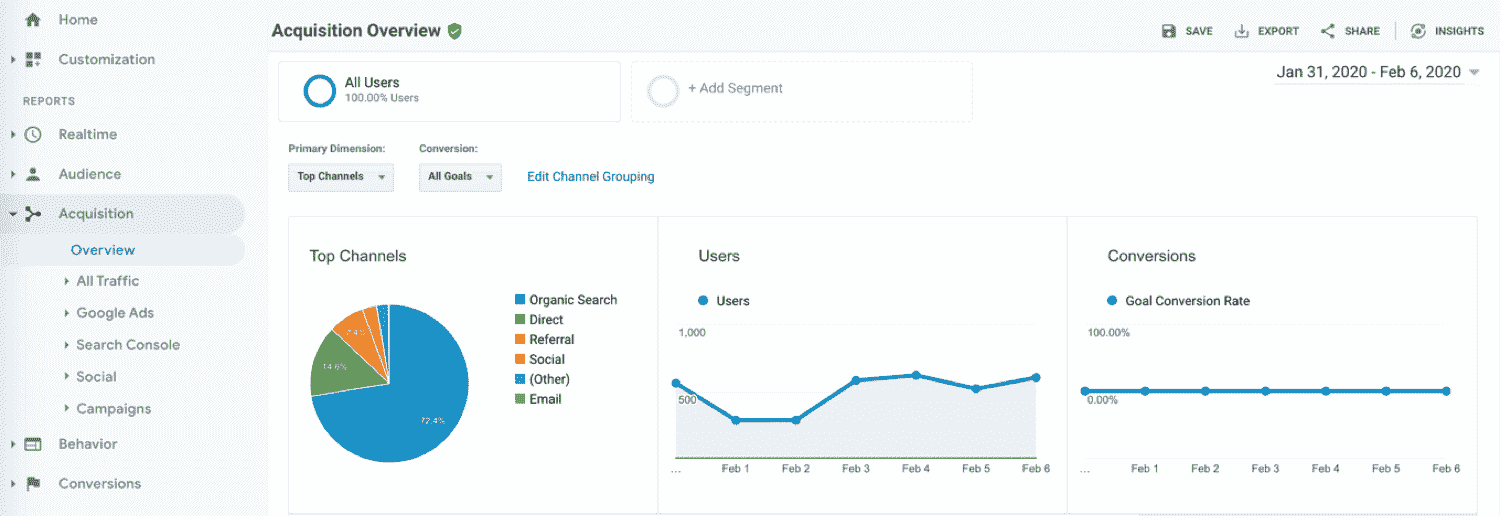 Home
Customization
REPORTS
Realtime
Audience
Acquisition
Overview
All Traffic
Google Ads
Search Console
Social
Campaigns
Behavior
Conversions
Acquisition Overview
SAVE
EXPORT
SHARE
INSIGHTS
All Users
100.00% Users
+ Add Segment
Jan 31, 2020 - Feb 6, 2020
Primary Dimension:
Conversion:
Top Channels
All Goals
Edit Channel Grouping
Top Channels
72.4%
14.6%
7.4%
Organic Search
Direct
Referral
Social
(Other)
Email
Users
Users
1,000
500
...
Feb 1
Feb 2
Feb 3
Feb 4
Feb 5
Feb 6
Conversions
Goal Conversion Rate
100.00%
0.00%
...
Feb 1
Feb 2
Feb 3
Feb 4
Feb 5
Feb 6